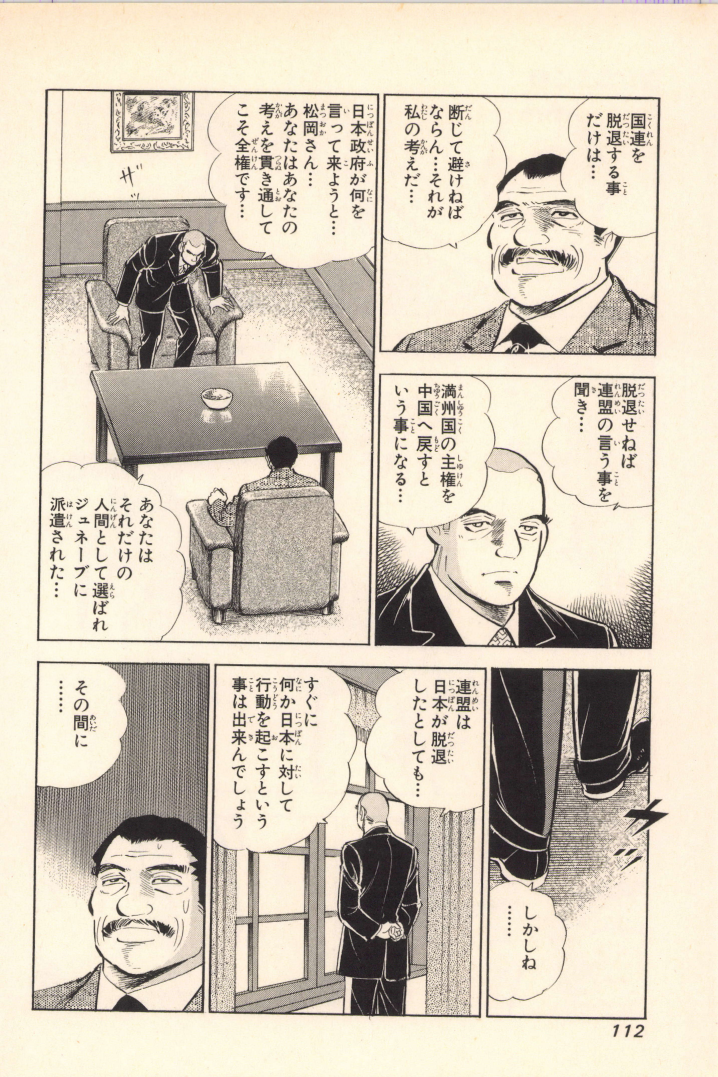 国連を
脱退する事
だけは…
断じて避けねば
ならん…それが
私の考えだ…
日本政府が何を
言って来ようと…
松岡さん…
あなたはあなたの
考えを貫き通して
こそ全権です…
ザッ
脱退せねば
連盟の言う事を
聞き…
満州国の主権を
中国へ戻すと
いう事になる…
あなたは
それだけの
人間として選ばれ
ジュネーブに
派遣された…
しかしね
……
連盟は
日本が脱退
したとしても…
すぐに
何か日本に対して
行動を起こすという
事は出来んでしょう
その間に
……
112